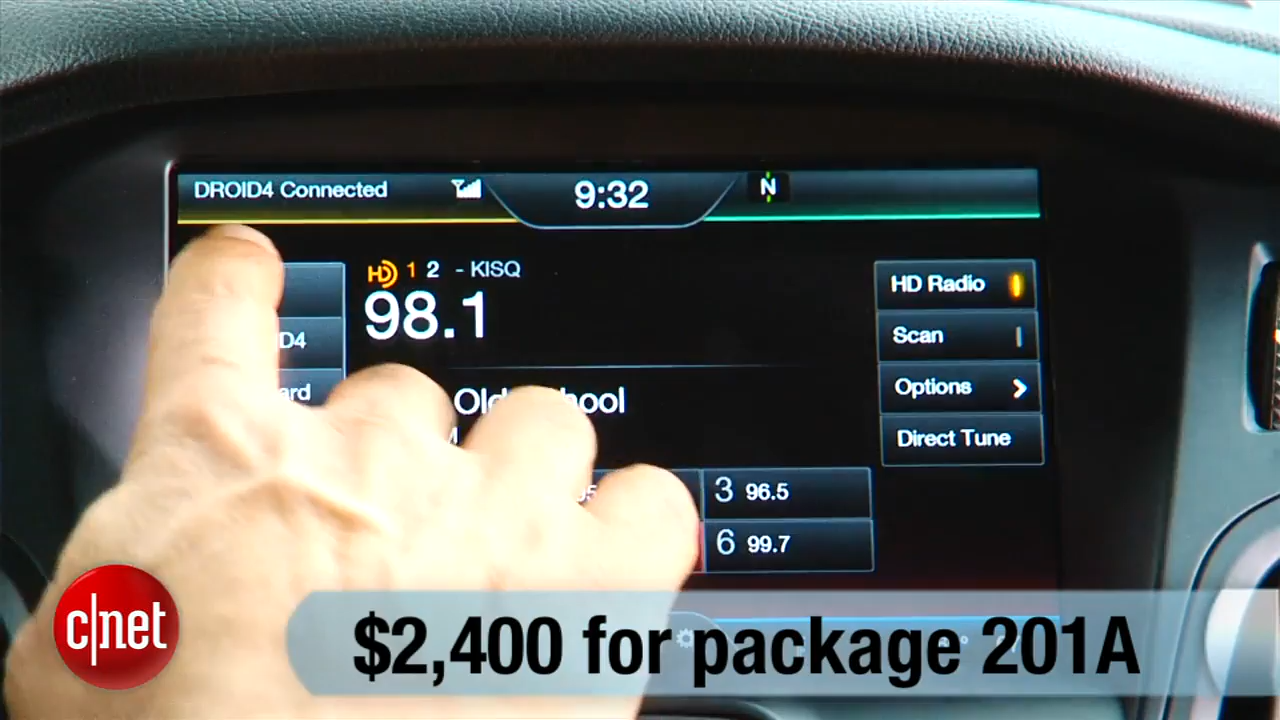 DROID4 Connected
9:32
N
HD 1 2 - KISQ
98.1
HD Radio
Scan
D4
Options
Direct Tune
3 96.5
6 99.7
c|net
$2,400 for package 201A